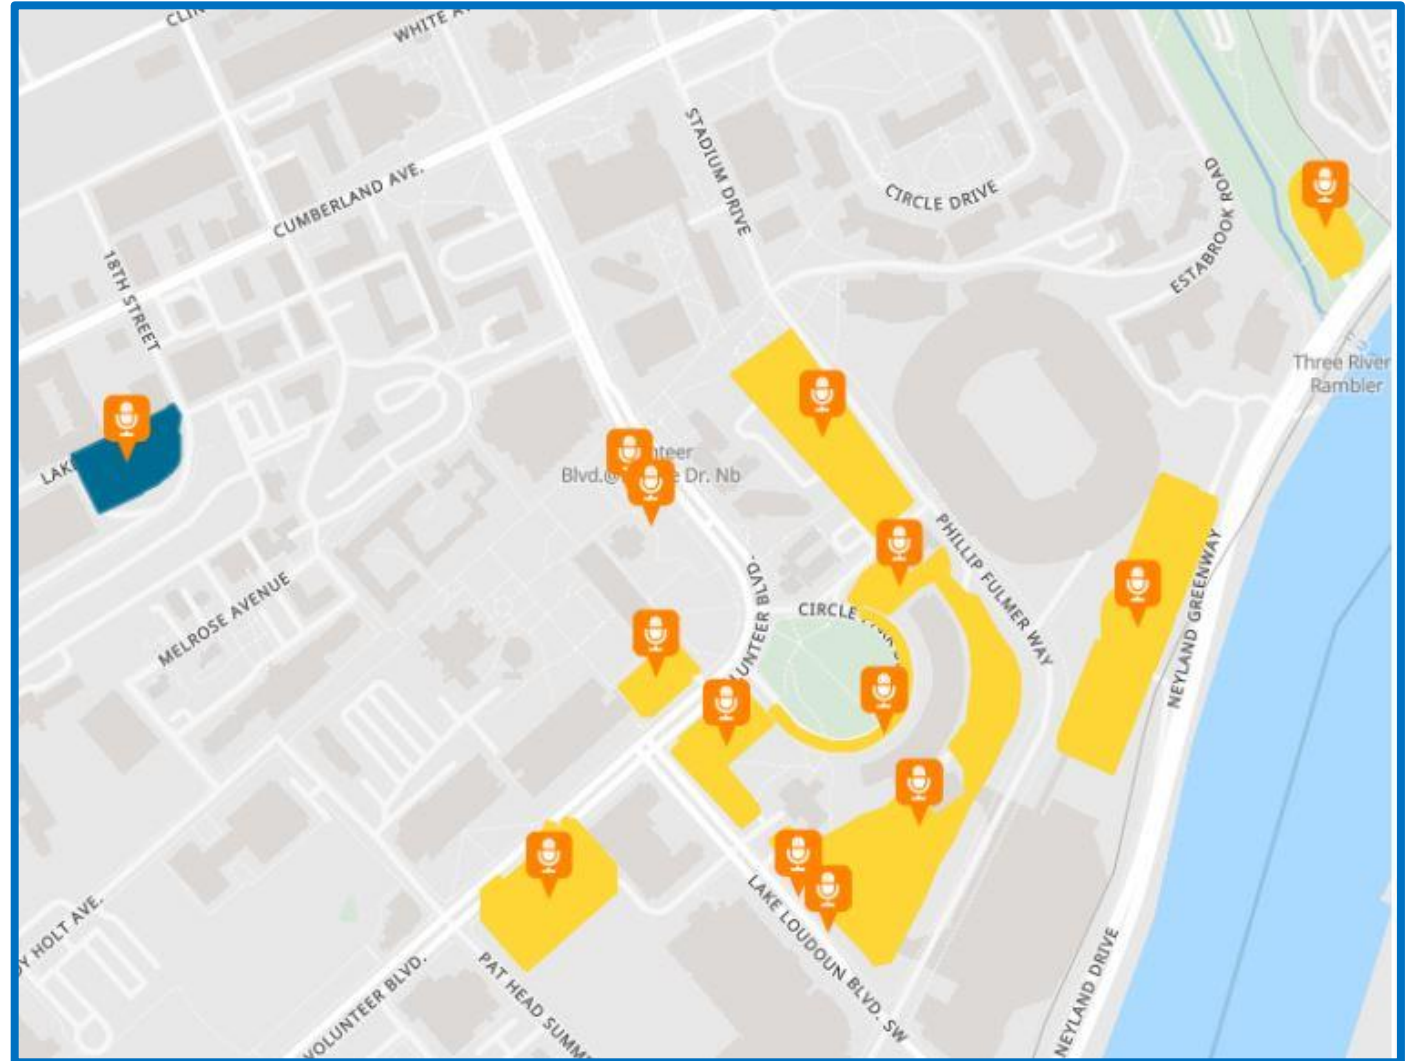 WHITE
CUMBERLAND AVE.
STADIUM DRIVE
CIRCLE DRIVE
ESTABROOK ROAD
18TH STREET
Three River
Rambler
Blvd.@
Dr. Nb
MELROSE AVENUE
PHILLIP FULMER WAY
CIRCLE
VOLUNTEER BLVD.
NEYLAND GREENWAY
HOLT AVE.
LAKE LOUDOUN BLVD. SW
VOLUNTEER BLVD.
PAT HEAD SUMM
NEYLAND DRIVE